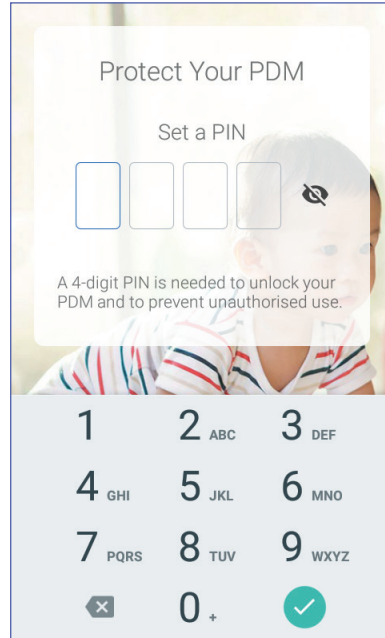 Protect Your PDM
Set a PIN
A 4-digit PIN is needed to unlock your
PDM and to prevent unauthorised use.
1 2 ABC 3 DEF
4 GHI 5 JKL 6 MNO
7 PQRS 8 TUV 9 WXYZ
0 +